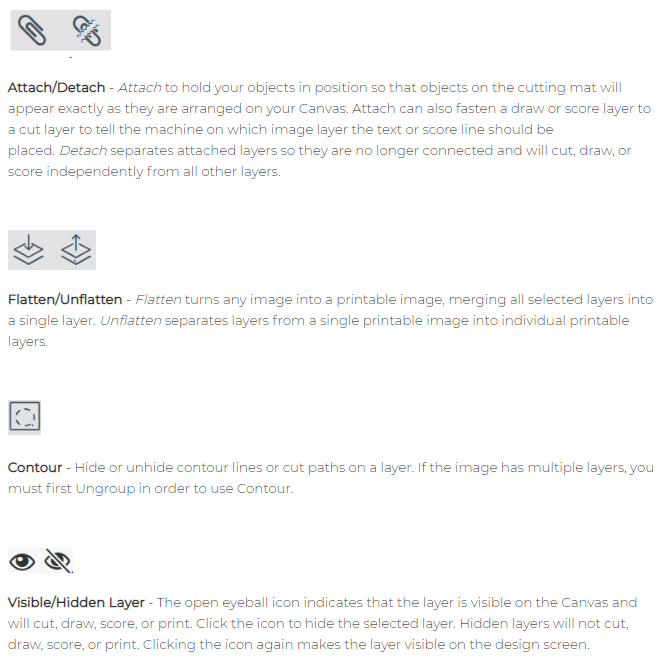 Attach/Detach - Attach to hold your objects in position so that objects on the cutting mat will
appear exactly as they are arranged on your Canvas. Attach can also fasten a draw or score layer to
a cut layer to tell the machine on which image layer the text or score line should be
placed. Detach separates attached layers so they are no longer connected and will cut, draw, or
score independently from all other layers.
Flatten/Unflatten - Flatten turns any image into a printable image, merging all selected layers into
a single layer. Unflatten separates layers from a single printable image into individual printable
layers.
Contour - Hide or unhide contour lines or cut paths on a layer. If the image has multiple layers, you
must first Ungroup in order to use Contour.
Visible/Hidden Layer - The open eyeball icon indicates that the layer is visible on the Canvas and
will cut, draw, score, or print. Click the icon to hide the selected layer. Hidden layers will not cut,
draw, score, or print. Clicking the icon again makes the layer visible on the design screen.